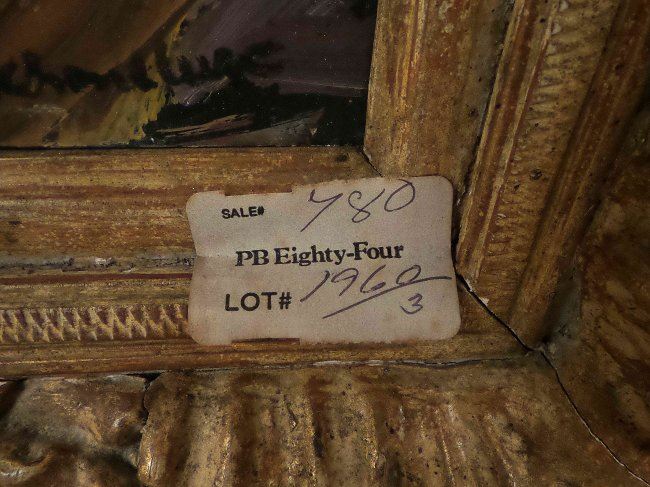 SALE# 780
PB Eighty-Four
LOT# 1960/3